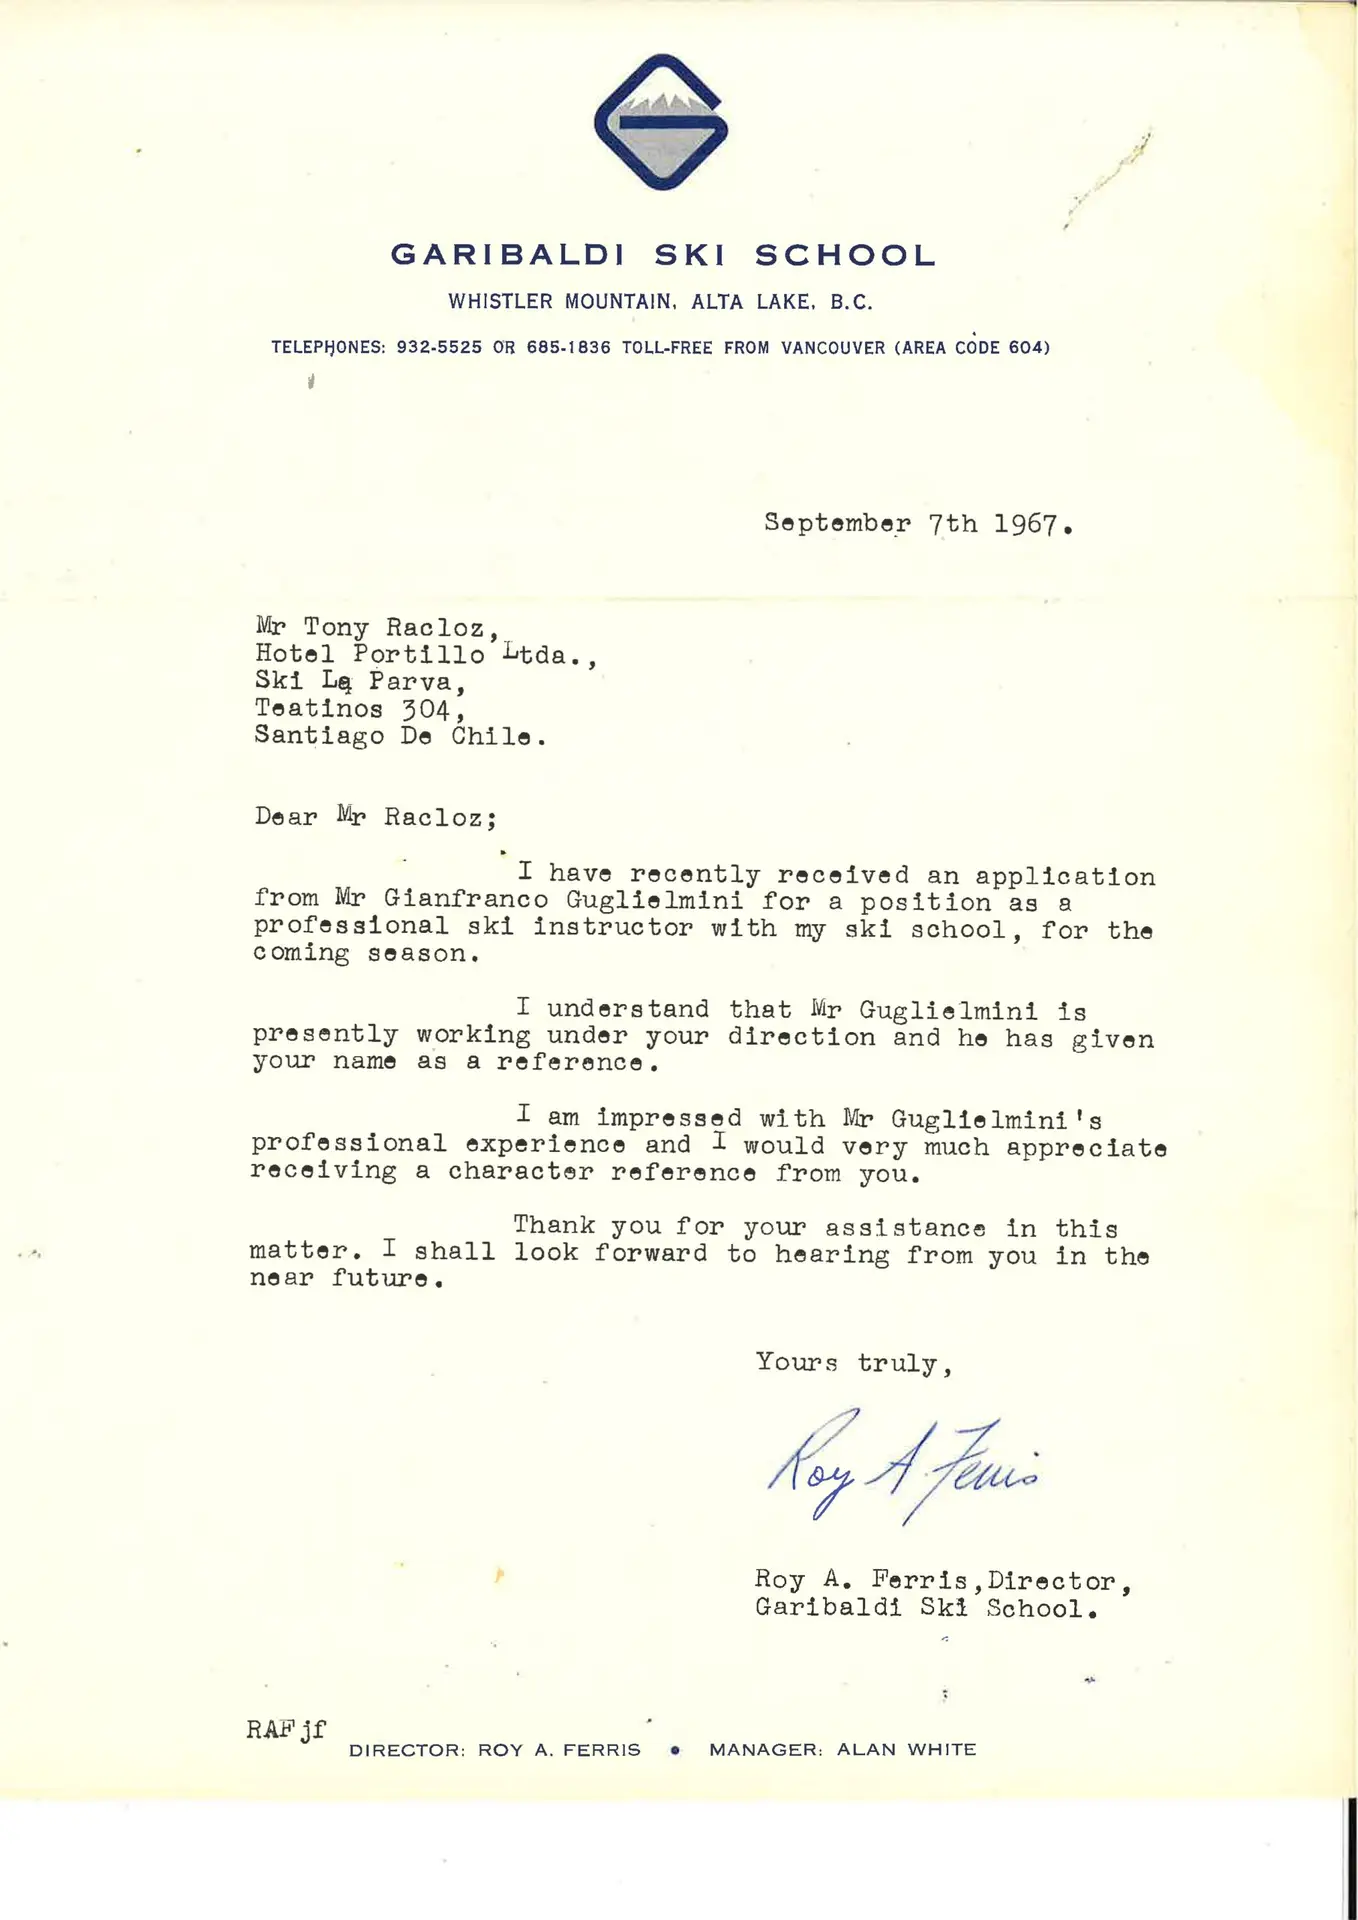 GARIBALDI SKI SCHOOL
WHISTLER MOUNTAIN, ALTA LAKE, B.C.
TELEPHONES: 932-5525 OR 685-1836 TOLL-FREE FROM VANCOUVER (AREA CODE 604)
September 7th 1967.
Mr Tony Racloz,
Hotel Portillo Ltda.,
Ski La Parva,
Teatinos 304,
Santiago De Chile.
Dear Mr Racloz;
I have recently received an application
from Mr Gianfranco Guglielmini for a position as a
professional ski instructor with my ski school, for the
coming season.
I understand that Mr Guglielmini is
presently working under your direction and he has given
your name as a reference.
I am impressed with Mr Guglielmini's
professional experience and I would very much appreciate
receiving a character reference from you.
Thank you for your assistance in this
matter. I shall look forward to hearing from you in the
near future.
Yours truly,
Roy A Ferris
Roy A. Ferris,Director,
Garibaldi Ski School.
RAFjf
DIRECTOR: ROY A. FERRIS • MANAGER: ALAN WHITE